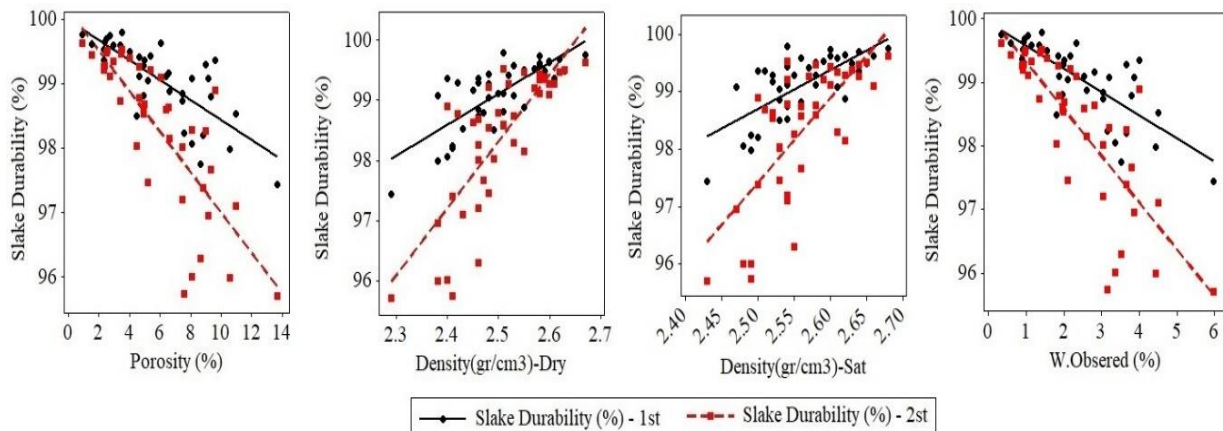 100
99
98
97
96
Slake Durability (%)
0 2 4 6 8 10 12 14
Porosity (%)
100
99
98
97
96
95
Slake Durability (%)
2.3 2.4 2.5 2.6 2.7
Density(gr/cm3)-Dry
100
99
98
97
96
95
Slake Durability (%)
2.40 2.45 2.50 2.55 2.60 2.65 2.70
Density(gr/cm3)-Sat
100
99
98
97
96
Slake Durability (%)
0 1 2 3 4 5 6
W.Obsered (%)
Slake Durability (%) - 1st
Slake Durability (%) - 2st